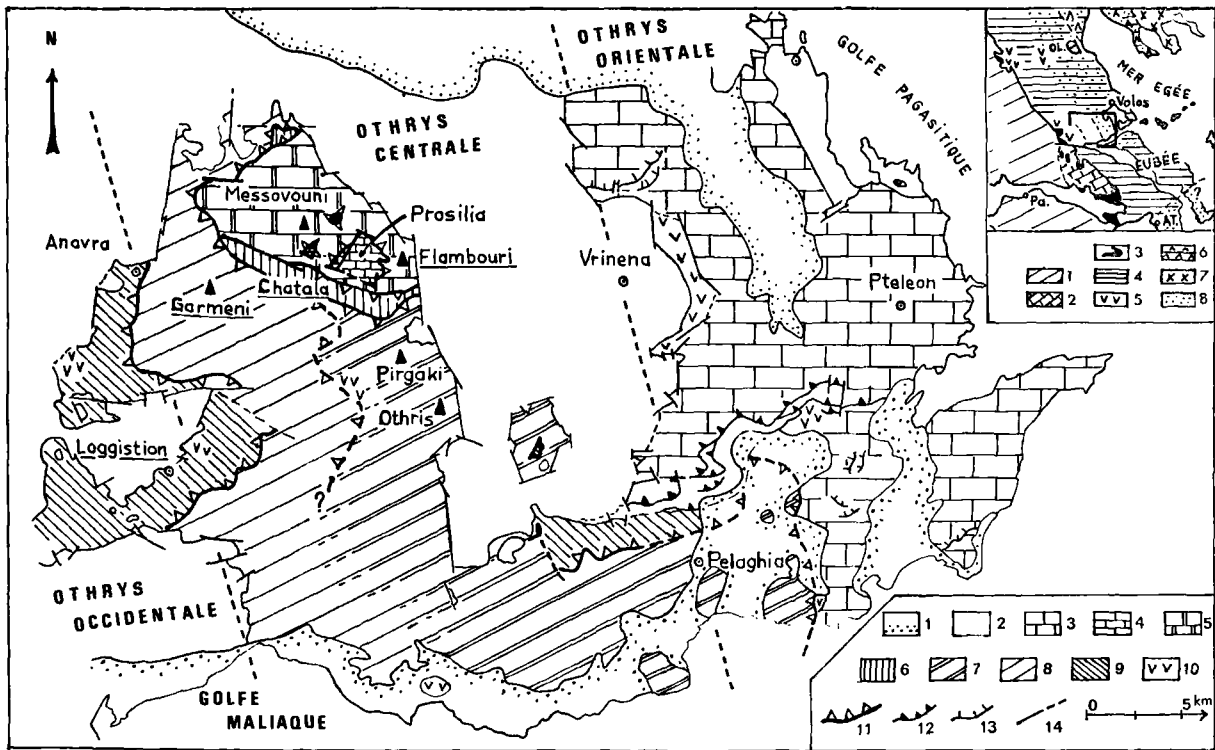 N
OTHRYS
ORIENTALE
OTHRYS
CENTRALE
GOLFE PAGASITIQUE
Messovouni
Prosilia
Anavra
Flambouri
Vrinena
Chatala
Garmeni
Pteleon
Pirgaki
Othris
Loggistion
?
Pelaghia
OTHRYS
OCCIDENTALE
GOLFE
MALIAQUE
OL.
MER EGÉE
Volos
EUBÉE
Pa.
AT.
3 6
1 4 7
2 5 8
1 2 3 4 5
6 7 8 9 10
11 12 13 14
0 5 km